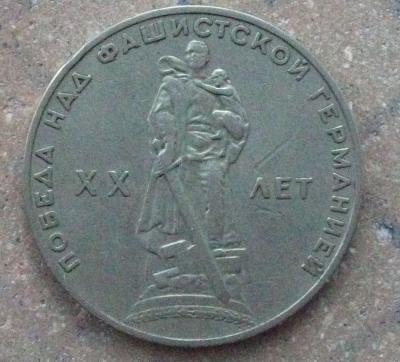 ПОБЕДА НАД ФАШИСТСКОЙ ГЕРМАНИЕЙ
XX ЛЕТ